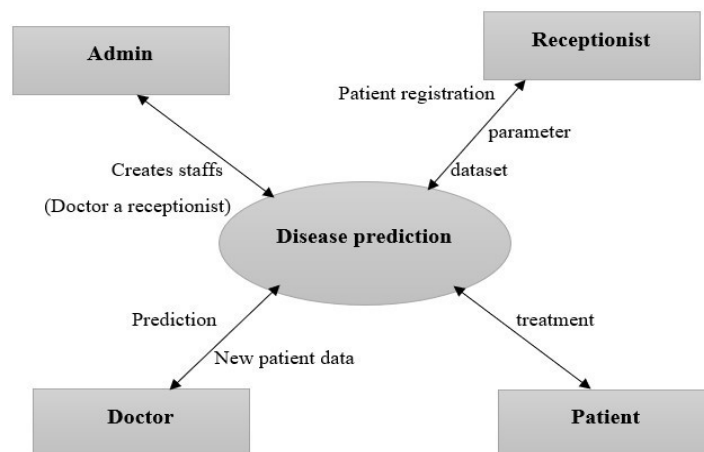 Admin
Receptionist
Patient registration
parameter
Creates staffs
dataset
(Doctor a receptionist)
Disease prediction
Prediction
treatment
New patient data
Doctor
Patient